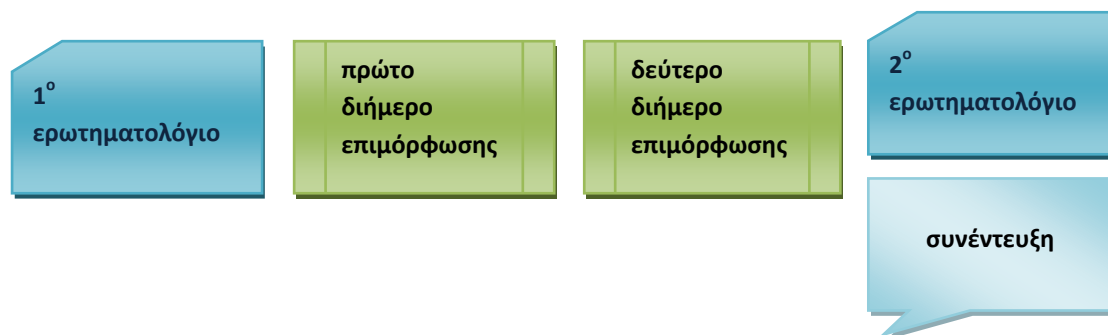 1ο
ερωτηματολόγιο
πρώτο
διήμερο
επιμόρφωσης
δεύτερο
διήμερο
επιμόρφωσης
2ο
ερωτηματολόγιο
συνέντευξη